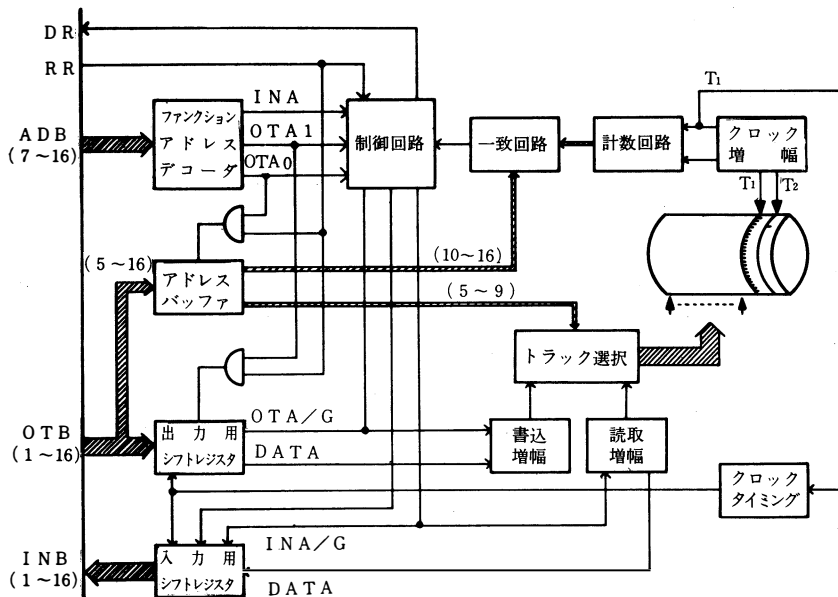 DR
RR
ADB
(7~16)
ファンクション
アドレス
デコーダ
INA
OTA1
OTA0
制御回路
一致回路
計数回路
T1
クロック
増幅
T1
T2
(5~16)
アドレス
バッファ
(10~16)
(5~9)
トラック選択
OTB
(1~16)
出力用
シフトレジスタ
OTA/G
DATA
書込
増幅
読取
増幅
クロック
タイミング
INB
(1~16)
入力用
シフトレジスタ
INA/G
DATA